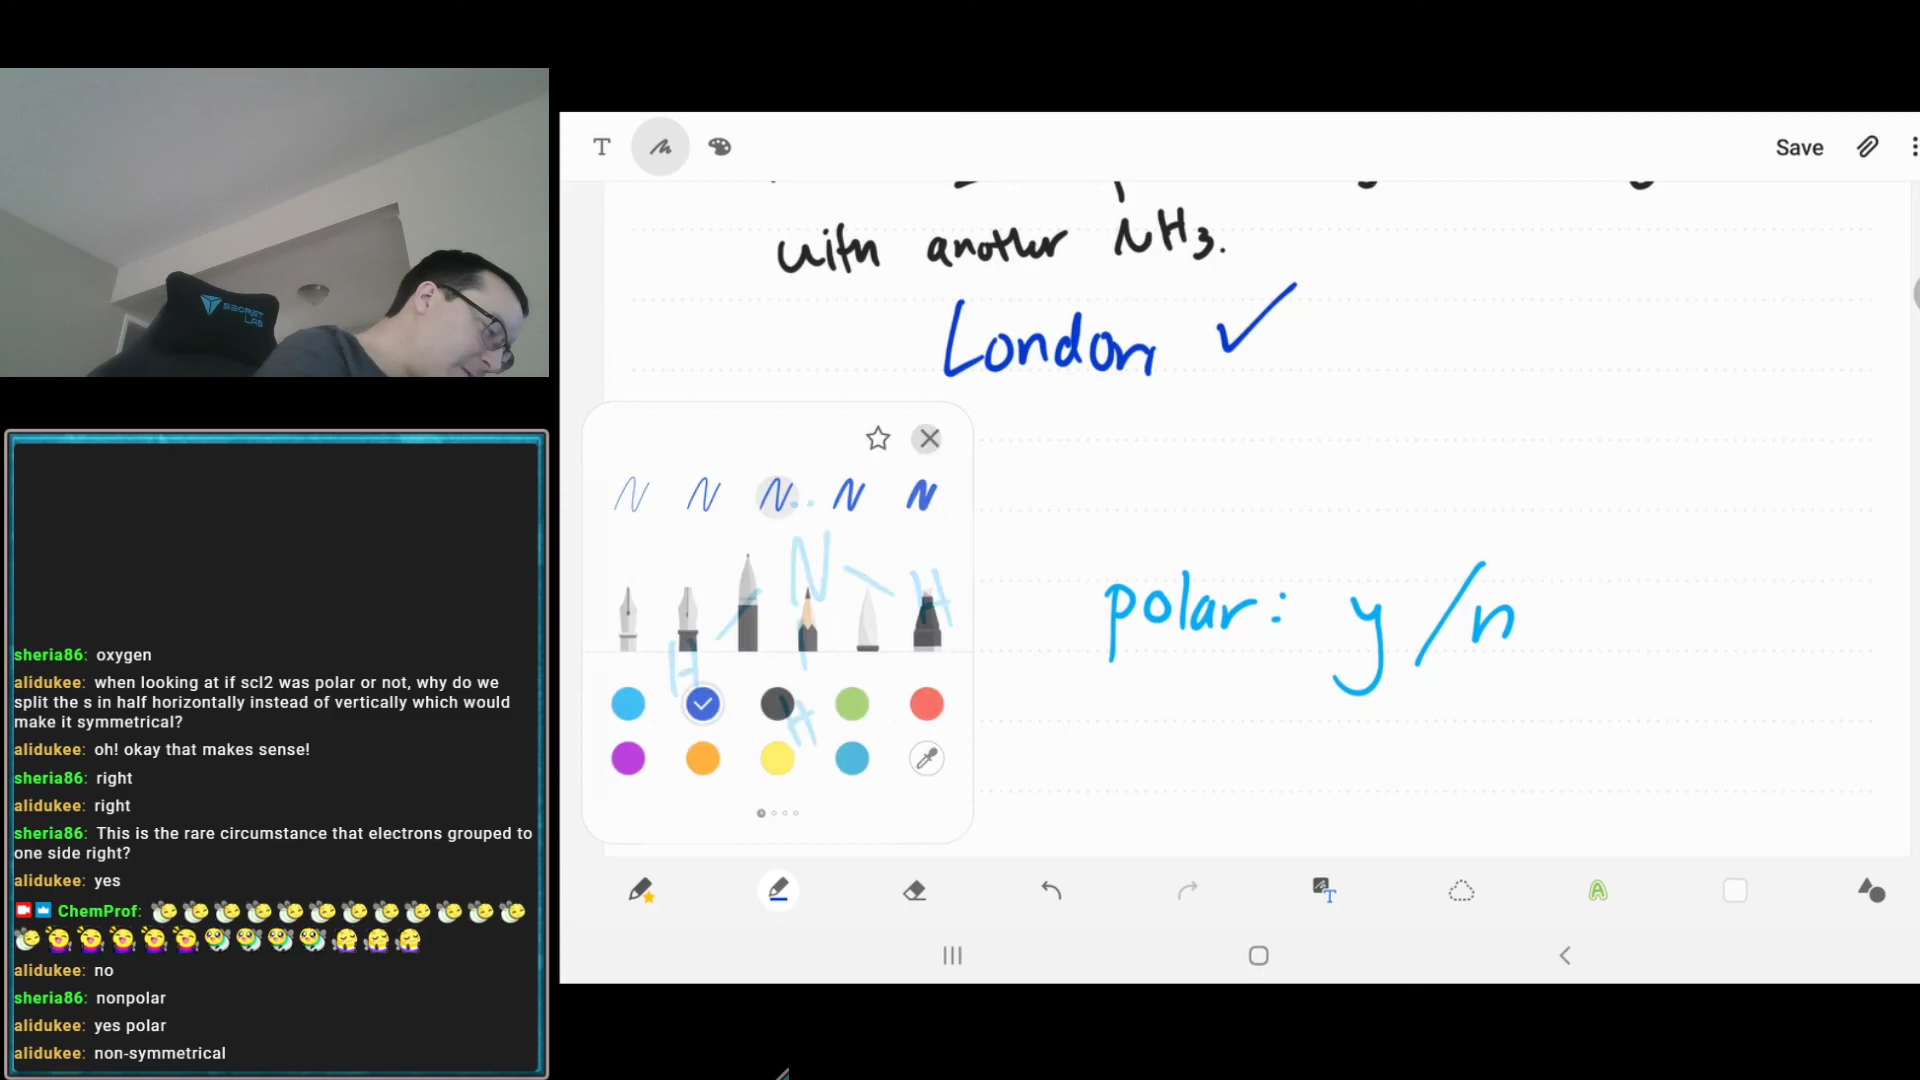 T
Save
with another NH3.
London ✓
N N N N N
N
H H
H
polar: y/n
T
A
SECRET
LAB
sheria86: oxygen
alidukee: when looking at if scl2 was polar or not, why do we
split the s in half horizontally instead of vertically which would
make it symmetrical?
alidukee: oh! okay that makes sense!
sheria86: right
alidukee: right
sheria86: This is the rare circumstance that electrons grouped to
one side right?
alidukee: yes
ChemProf:
alidukee: no
sheria86: nonpolar
alidukee: yes polar
alidukee: non-symmetrical